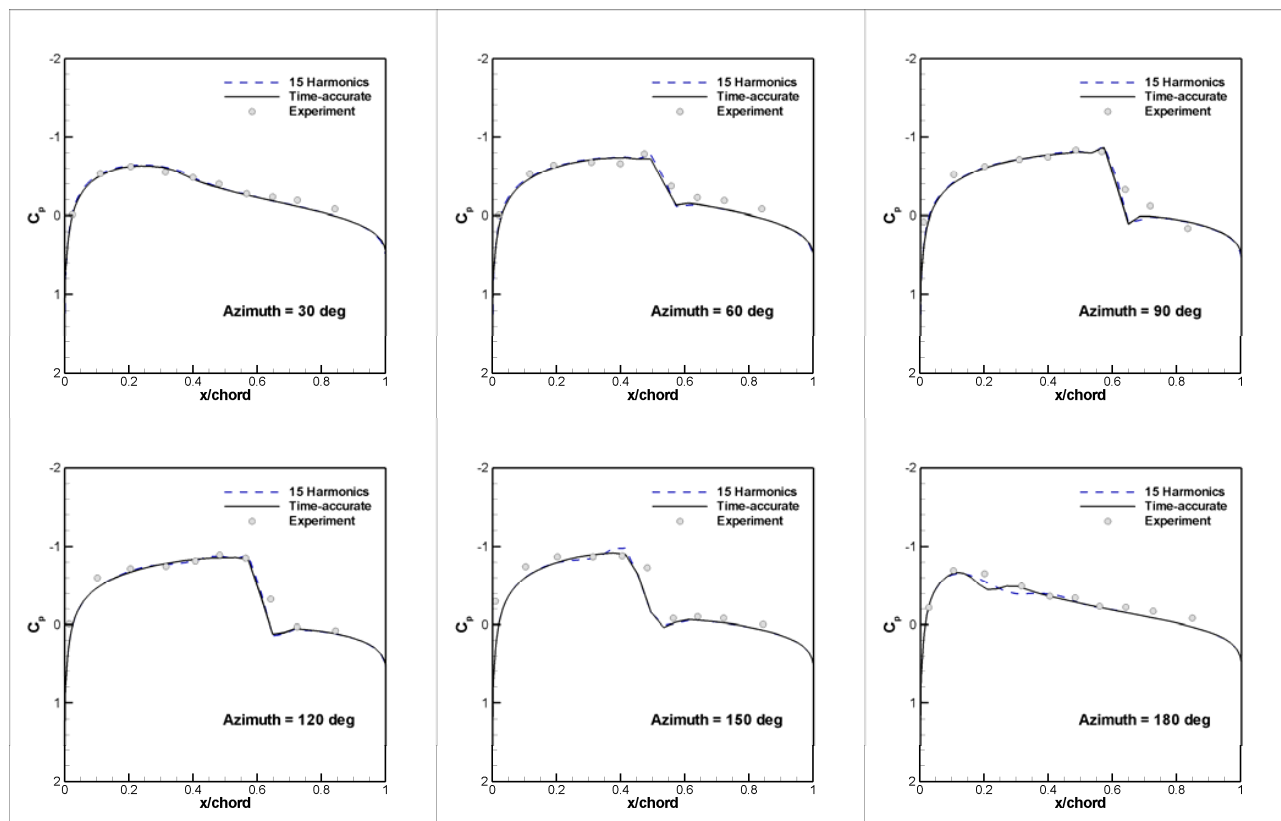 -2
-1
0
1
2
C_p
15 Harmonics
Time-accurate
Experiment
Azimuth = 30 deg
0 0.2 0.4 0.6 0.8 1
x/chord
-2
-1
0
1
2
C_p
15 Harmonics
Time-accurate
Experiment
Azimuth = 60 deg
0 0.2 0.4 0.6 0.8 1
x/chord
-2
-1
0
1
2
C_p
15 Harmonics
Time-accurate
Experiment
Azimuth = 90 deg
0 0.2 0.4 0.6 0.8 1
x/chord
-2
-1
0
1
2
C_p
15 Harmonics
Time-accurate
Experiment
Azimuth = 120 deg
0 0.2 0.4 0.6 0.8 1
x/chord
-2
-1
0
1
2
C_p
15 Harmonics
Time-accurate
Experiment
Azimuth = 150 deg
0 0.2 0.4 0.6 0.8 1
x/chord
-2
-1
0
1
2
C_p
15 Harmonics
Time-accurate
Experiment
Azimuth = 180 deg
0 0.2 0.4 0.6 0.8 1
x/chord